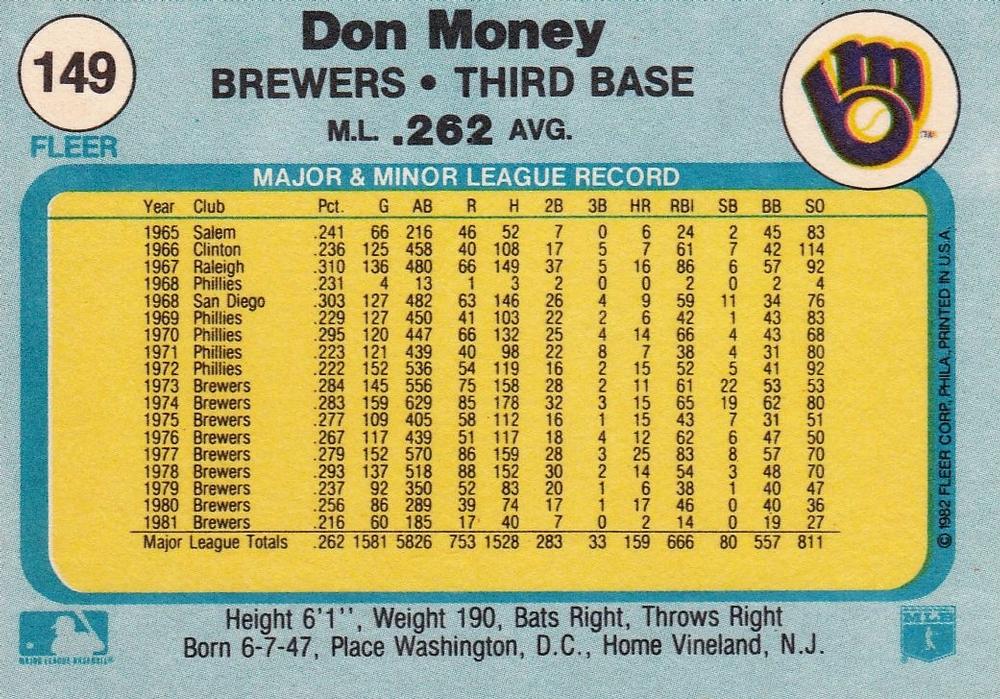 149
FLEER
Don Money
BREWERS • THIRD BASE
M.L. .262 AVG.
MAJOR & MINOR LEAGUE RECORD
Year Club Pct. G AB R H 2B 3B HR RBI SB BB SO
1965 Salem .241 66 216 46 52 7 0 6 24 2 45 83
1966 Clinton .236 125 458 40 108 17 5 7 61 7 42 114
1967 Raleigh .310 136 480 66 149 37 5 16 86 6 57 92
1968 Phillies .231 4 13 1 3 2 0 0 2 0 2 4
1968 San Diego .303 127 482 63 146 26 4 9 59 11 34 76
1969 Phillies .229 127 450 41 103 22 2 6 42 1 43 83
1970 Phillies .295 120 447 66 132 25 4 14 66 4 43 68
1971 Phillies .223 121 439 40 98 22 8 7 38 4 31 80
1972 Phillies .222 152 536 54 119 16 2 15 52 5 41 92
1973 Brewers .284 145 556 75 158 28 2 11 61 22 53 53
1974 Brewers .283 159 629 85 178 32 3 15 65 19 62 80
1975 Brewers .277 109 405 58 112 16 1 15 43 7 31 51
1976 Brewers .267 117 439 51 117 18 4 12 62 6 47 50
1977 Brewers .279 152 570 86 159 28 3 25 83 8 57 70
1978 Brewers .293 137 518 88 152 30 2 14 54 3 48 70
1979 Brewers .237 92 350 52 83 20 1 6 38 1 40 47
1980 Brewers .256 86 289 39 74 17 1 17 46 0 40 36
1981 Brewers .216 60 185 17 40 7 0 2 14 0 19 27
Major League Totals .262 1581 5826 753 1528 283 33 159 666 80 557 811
© 1982 FLEER CORP, PHILA., PRINTED IN U.S.A.
Height 6'1'', Weight 190, Bats Right, Throws Right
Born 6-7-47, Place Washington, D.C., Home Vineland, N.J.
MAJOR LEAGUE BASEBALL